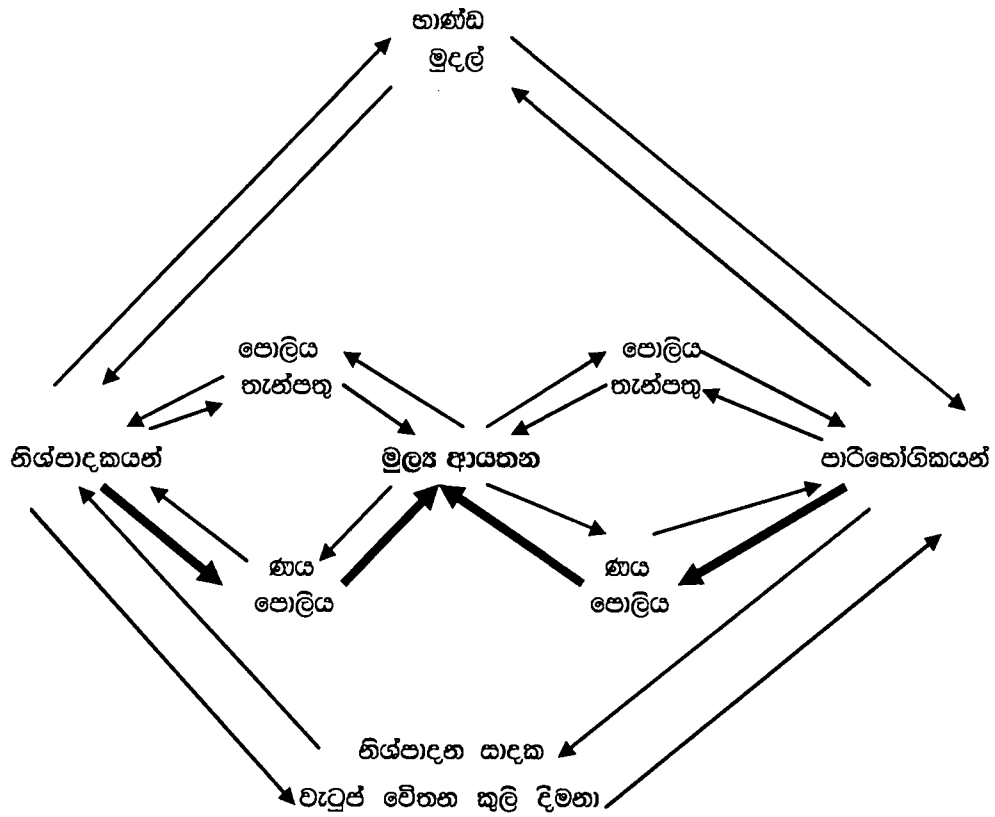 භාණ්ඩ
මුදල්
පොලිය පොලිය
තැන්පතු තැන්පතු
නිශ්පාදකයන් මුල්‍ය ආයතන පාරිභෝගිකයන්
ණය ණය
පොලිය පොලිය
නිශ්පාදන සාදක
වැටුප් වේතන කුලි දිමනා